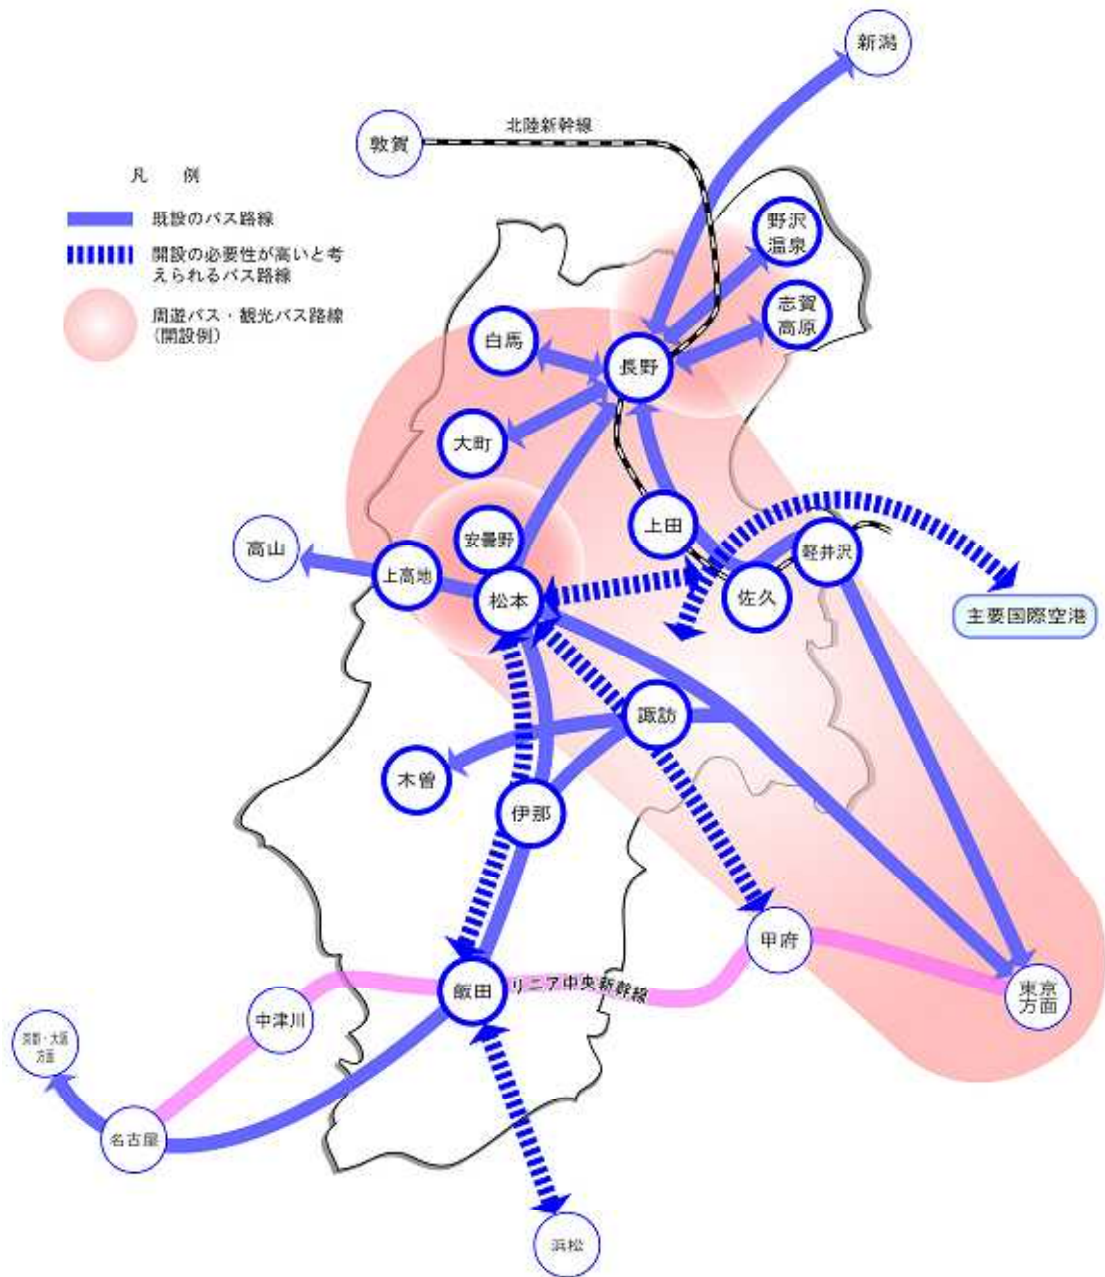 新潟
北陸新幹線
敦賀
凡　例
既設のバス路線
開設の必要性が高いと考
えられるバス路線
周遊バス・観光バス路線
（開設例）
野沢
温泉
志賀
高原
白馬
長野
大町
上田
安曇野
高山
上高地
松本
軽井沢
佐久
主要国際空港
諏訪
木曽
伊那
甲府
飯田
リニア中央新幹線
東京
方面
中津川
京都・大阪
方面
名古屋
浜松